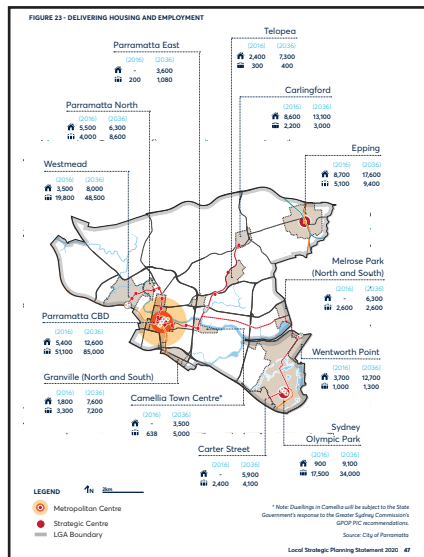 FIGURE 23 - DELIVERING HOUSING AND EMPLOYMENT
Telopea
(2016) (2036)
2,400 7,300
300 400
Parramatta East
(2016) (2036)
- 3,600
200 1,080
Carlingford
(2016) (2036)
8,600 13,100
2,200 3,000
Parramatta North
(2016) (2036)
5,500 6,300
4,000 8,600
Epping
(2016) (2036)
8,700 17,600
5,100 9,400
Westmead
(2016) (2036)
3,500 8,000
19,800 48,500
Melrose Park
(North and South)
(2016) (2036)
- 6,300
2,600 2,600
Parramatta CBD
(2016) (2036)
5,400 12,600
51,100 85,000
Wentworth Point
(2016) (2036)
3,700 12,700
1,000 1,300
Granville (North and South)
(2016) (2036)
1,800 7,600
3,300 7,200
Camellia Town Centre*
(2016) (2036)
- 3,500
638 5,000
Sydney
Olympic Park
(2016) (2036)
900 9,100
17,500 34,000
Carter Street
(2016) (2036)
- 5,900
2,400 4,100
LEGEND
N 2km
Metropolitan Centre
Strategic Centre
LGA Boundary
* Note: Dwellings in Camellia will be subject to the State
Government's response to the Greater Sydney Commission's
GPOP PIC recommendations.
Source: City of Parramatta
Local Strategic Planning Statement 2020 47